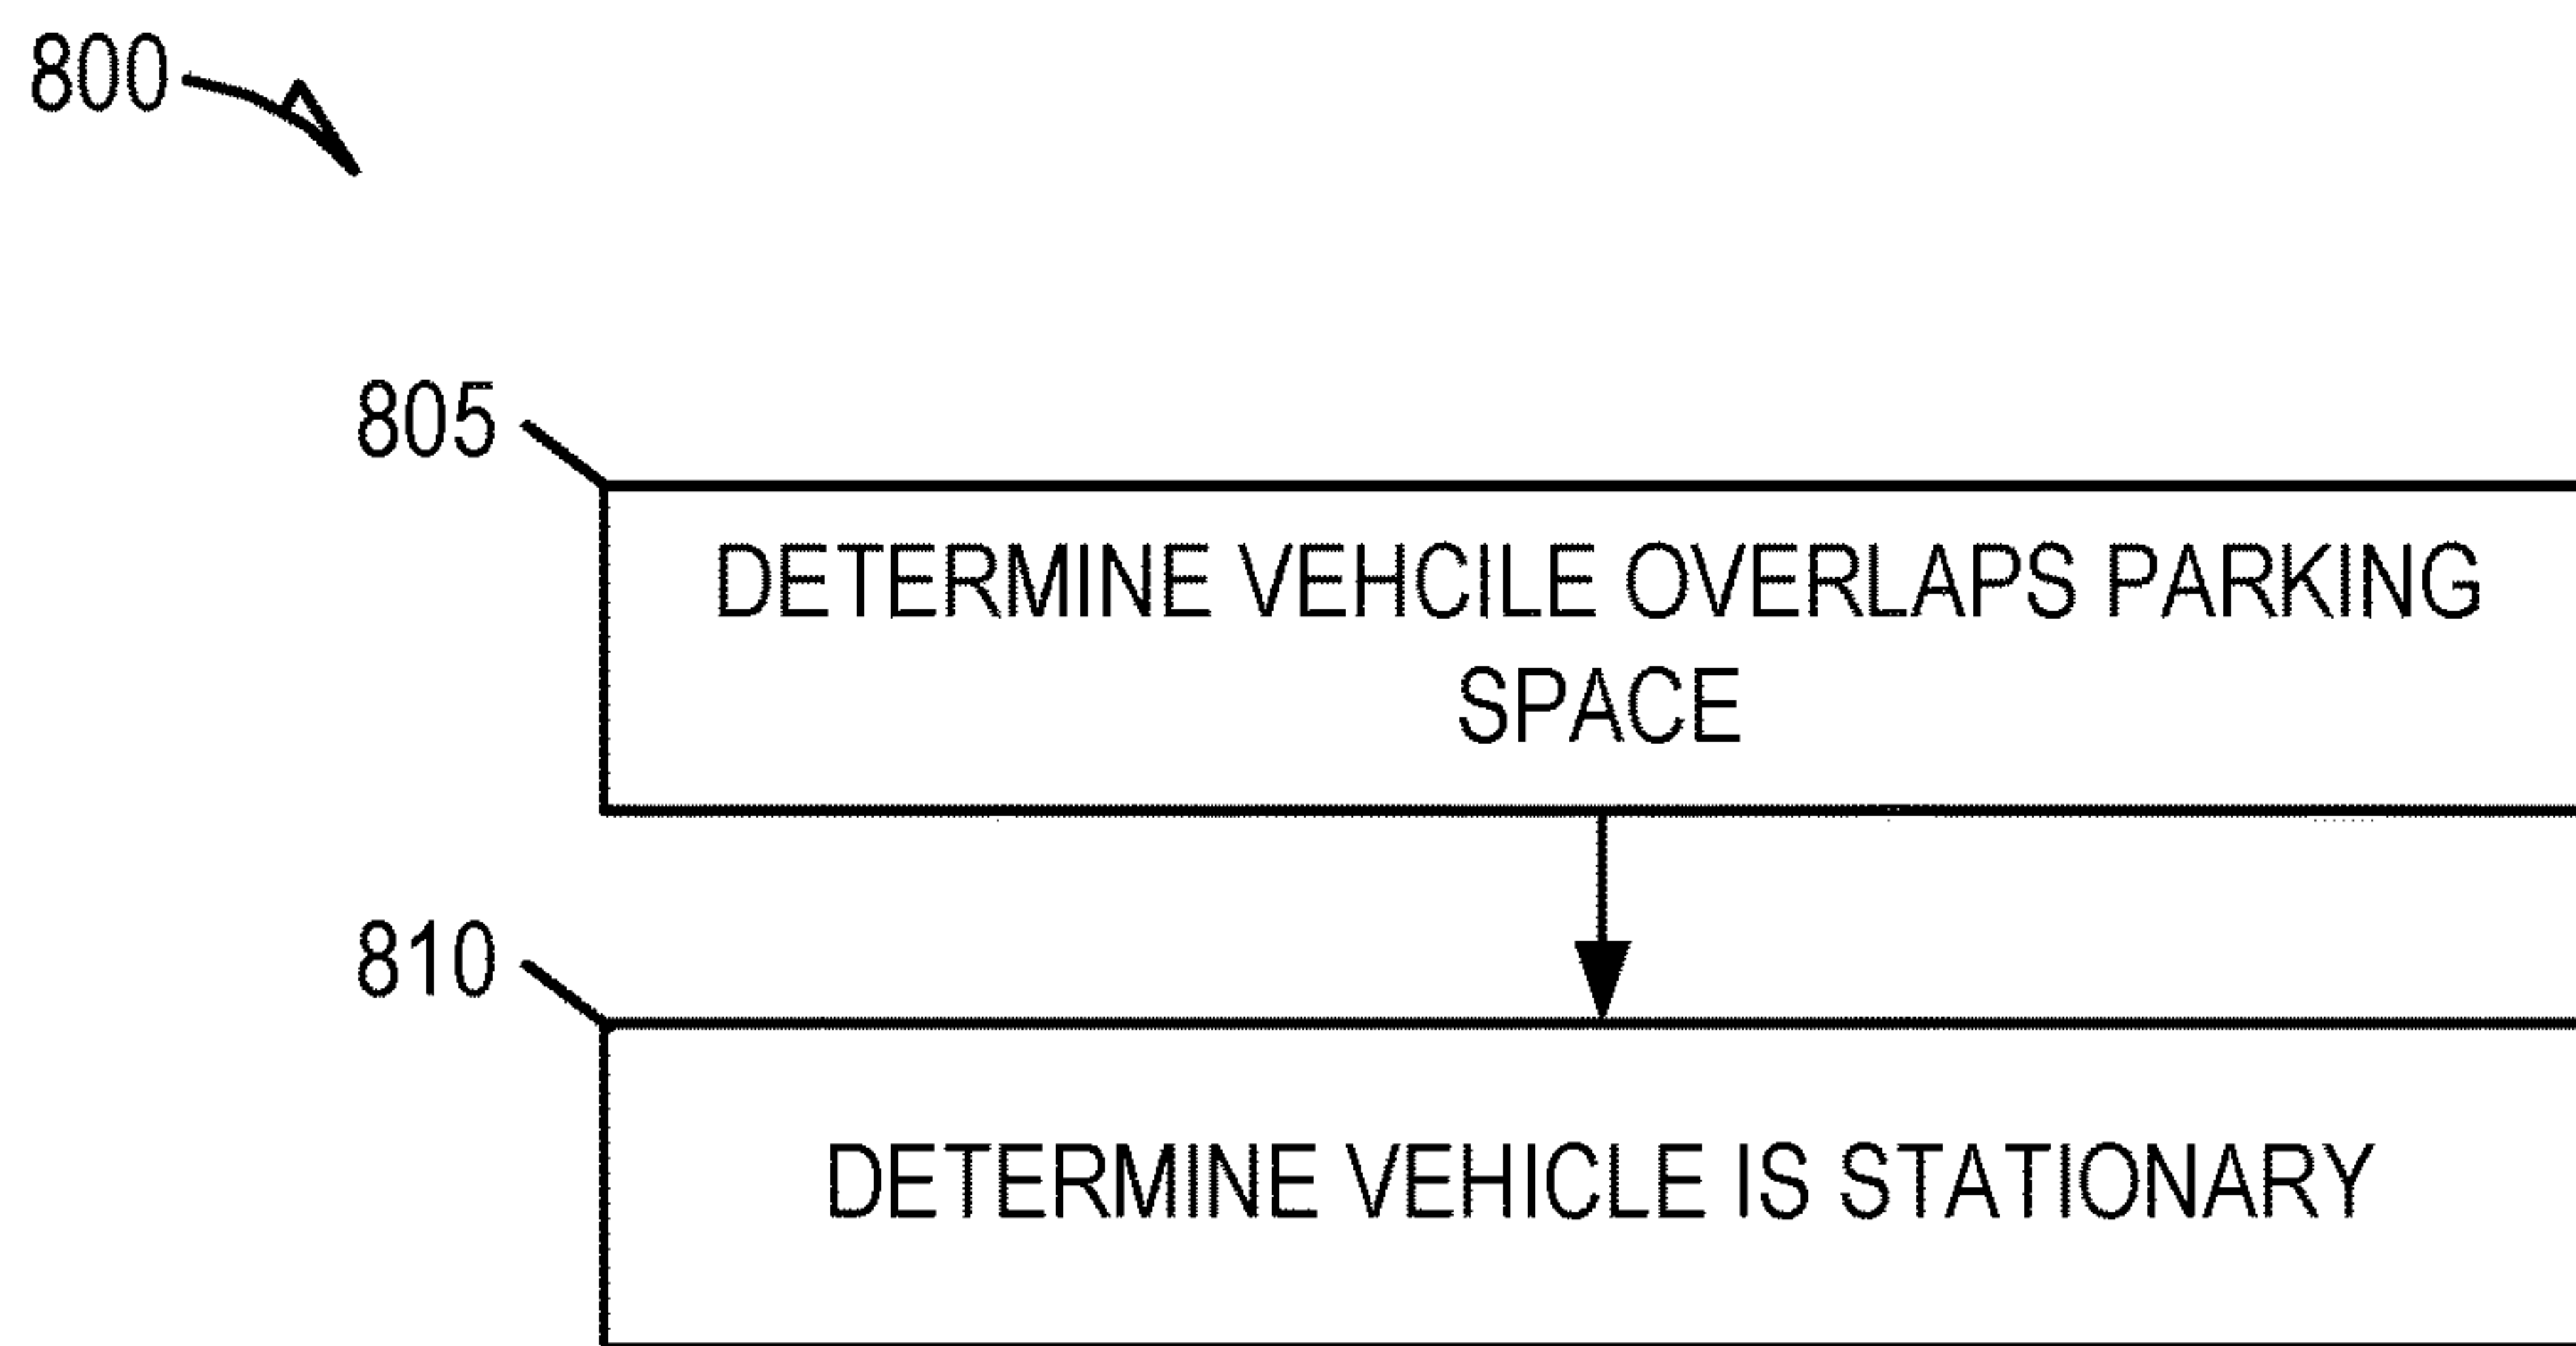 800
805
DETERMINE VEHCILE OVERLAPS PARKING
SPACE
810
DETERMINE VEHICLE IS STATIONARY